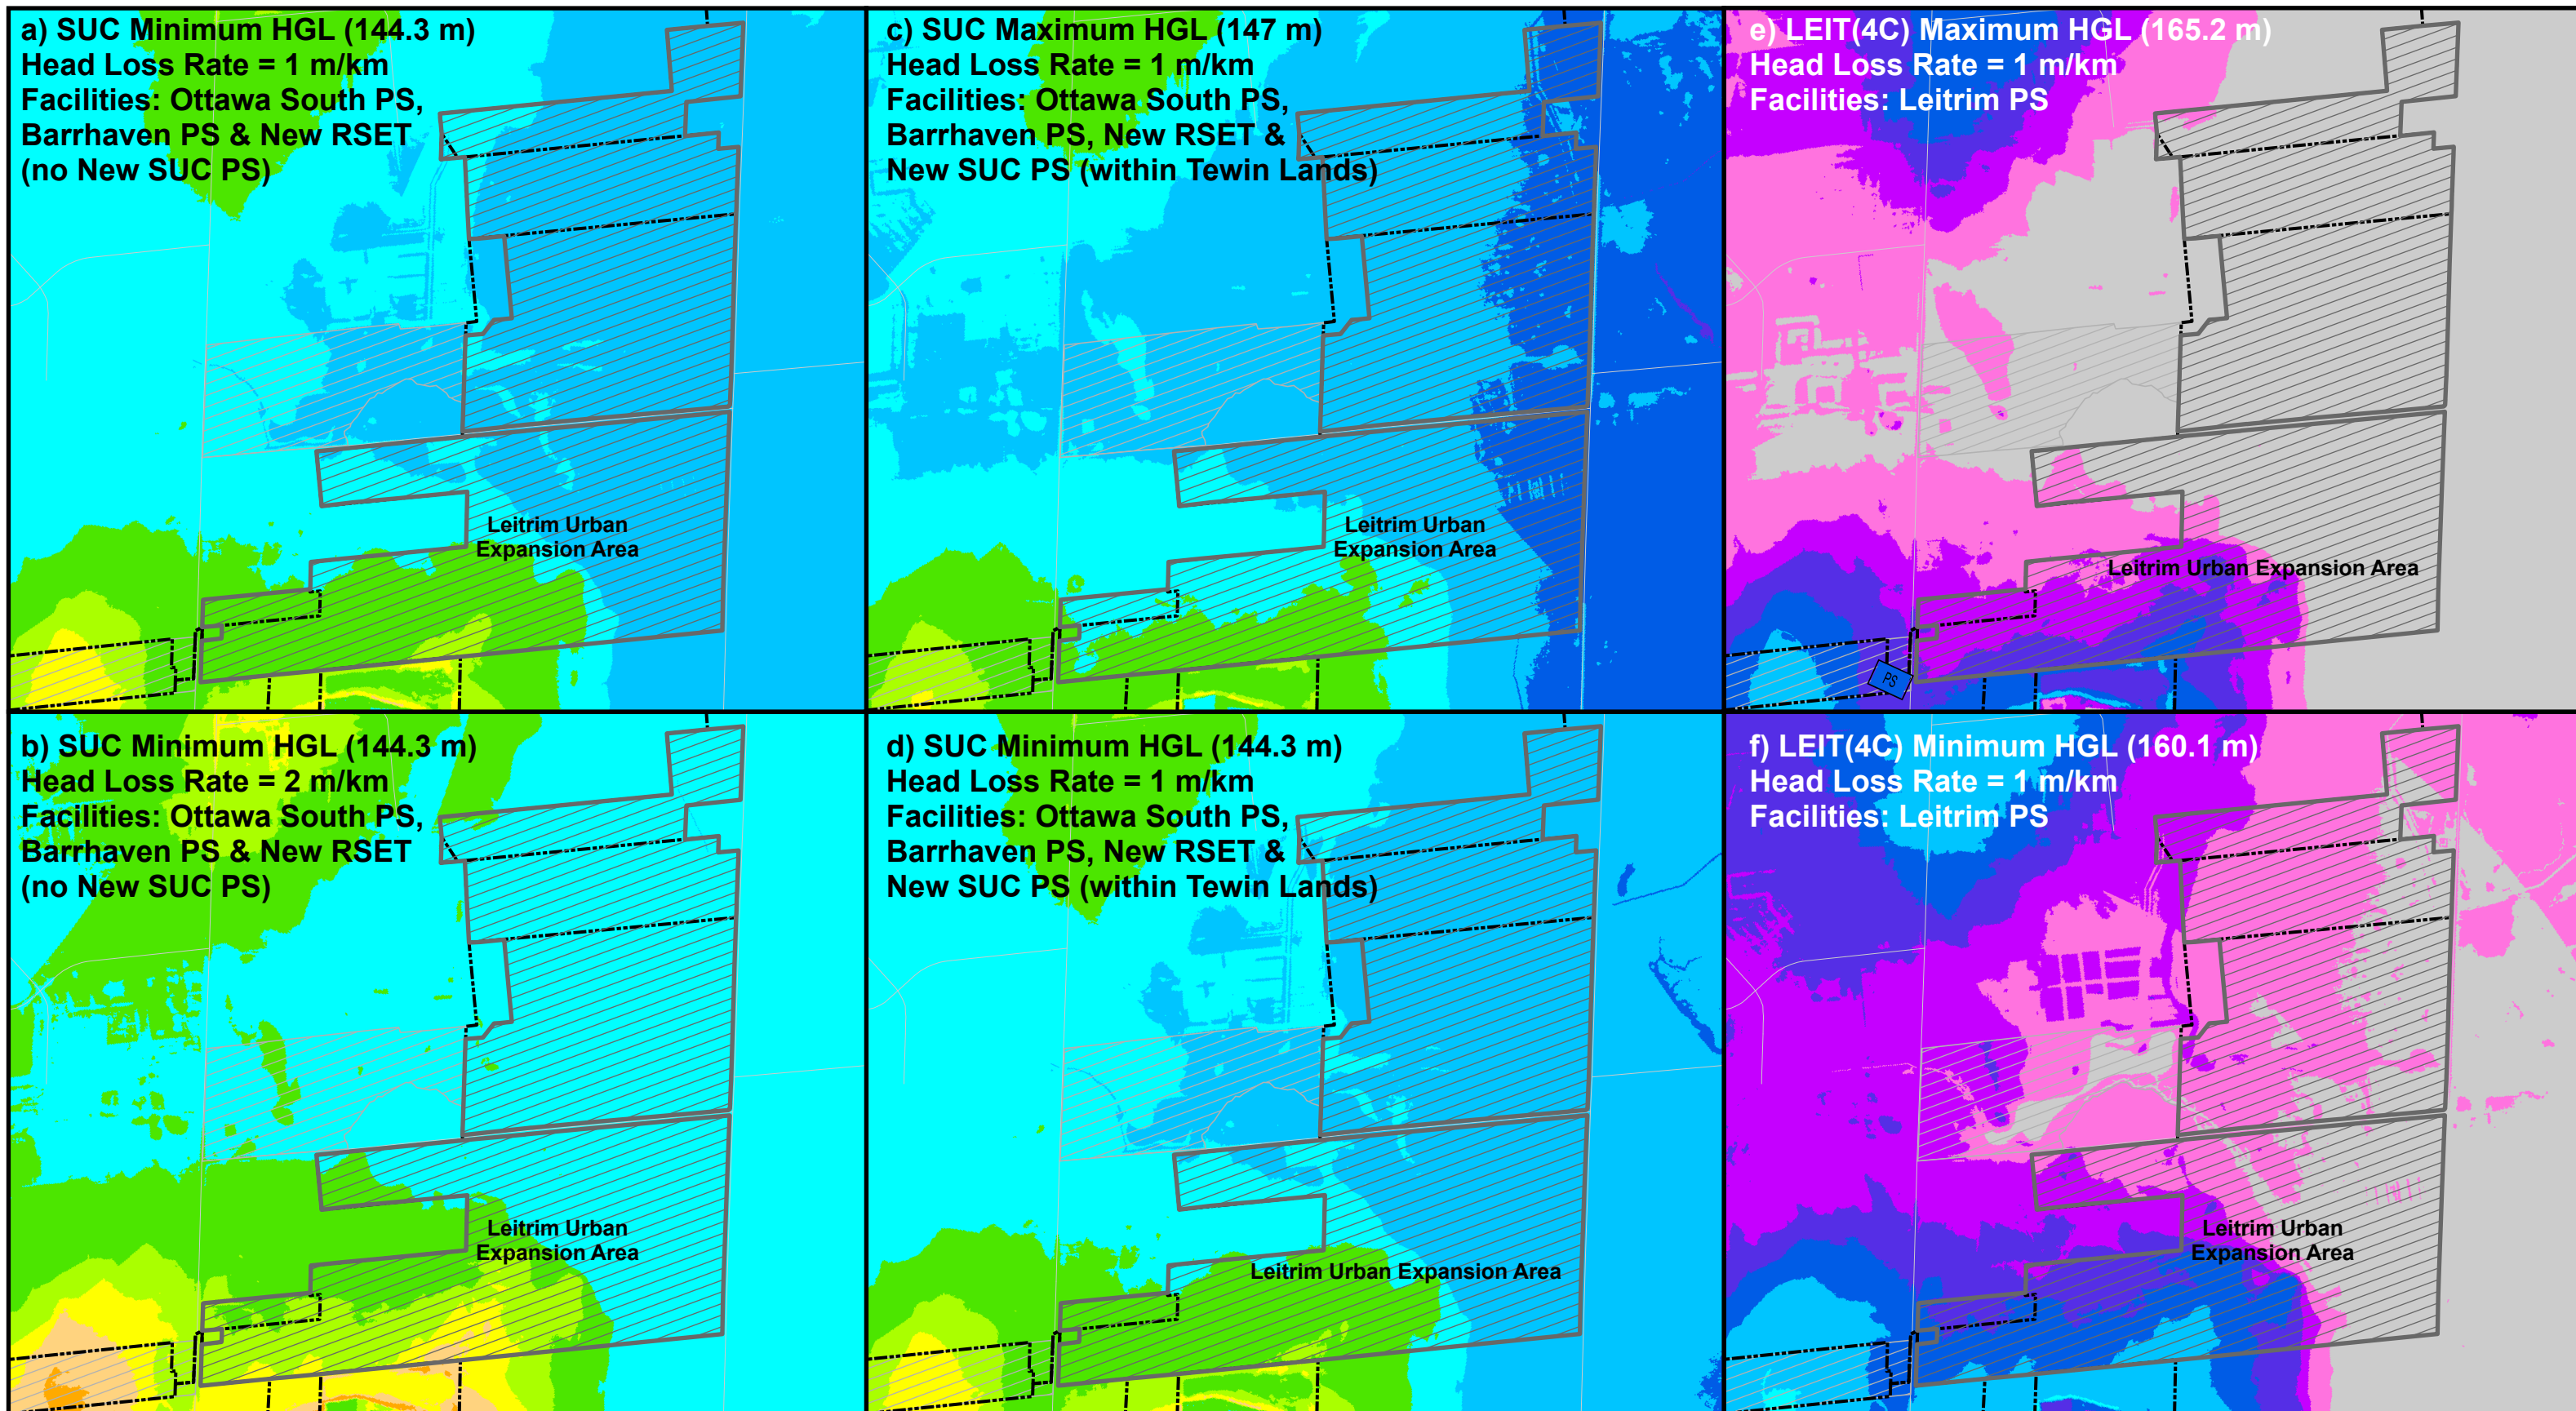 a) SUC Minimum HGL (144.3 m)
Head Loss Rate = 1 m/km
Facilities: Ottawa South PS,
Barrhaven PS & New RSET
(no New SUC PS)
Leitrim Urban
Expansion Area
c) SUC Maximum HGL (147 m)
Head Loss Rate = 1 m/km
Facilities: Ottawa South PS,
Barrhaven PS, New RSET &
New SUC PS (within Tewin Lands)
Leitrim Urban
Expansion Area
e) LEIT(4C) Maximum HGL (165.2 m)
Head Loss Rate = 1 m/km
Facilities: Leitrim PS
Leitrim Urban Expansion Area
PS
b) SUC Minimum HGL (144.3 m)
Head Loss Rate = 2 m/km
Facilities: Ottawa South PS,
Barrhaven PS & New RSET
(no New SUC PS)
Leitrim Urban
Expansion Area
d) SUC Minimum HGL (144.3 m)
Head Loss Rate = 1 m/km
Facilities: Ottawa South PS,
Barrhaven PS, New RSET &
New SUC PS (within Tewin Lands)
Leitrim Urban Expansion Area
f) LEIT(4C) Minimum HGL (160.1 m)
Head Loss Rate = 1 m/km
Facilities: Leitrim PS
Leitrim Urban
Expansion Area